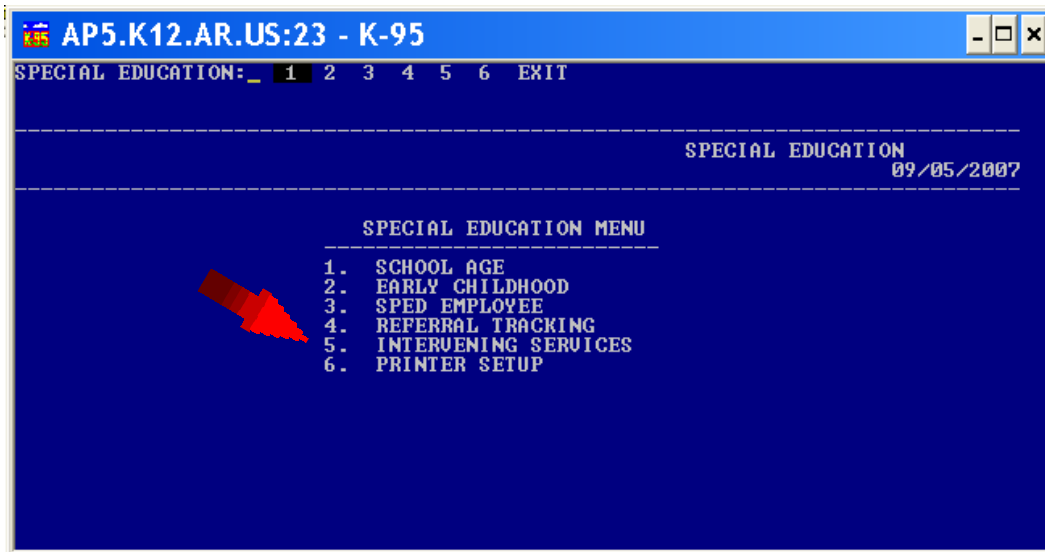 AP5.K12.AR.US:23 - K-95
SPECIAL EDUCATION:_ 1 2 3 4 5 6 EXIT
SPECIAL EDUCATION
09/05/2007
SPECIAL EDUCATION MENU
1. SCHOOL AGE
2. EARLY CHILDHOOD
3. SPED EMPLOYEE
4. REFERRAL TRACKING
5. INTERVENING SERVICES
6. PRINTER SETUP